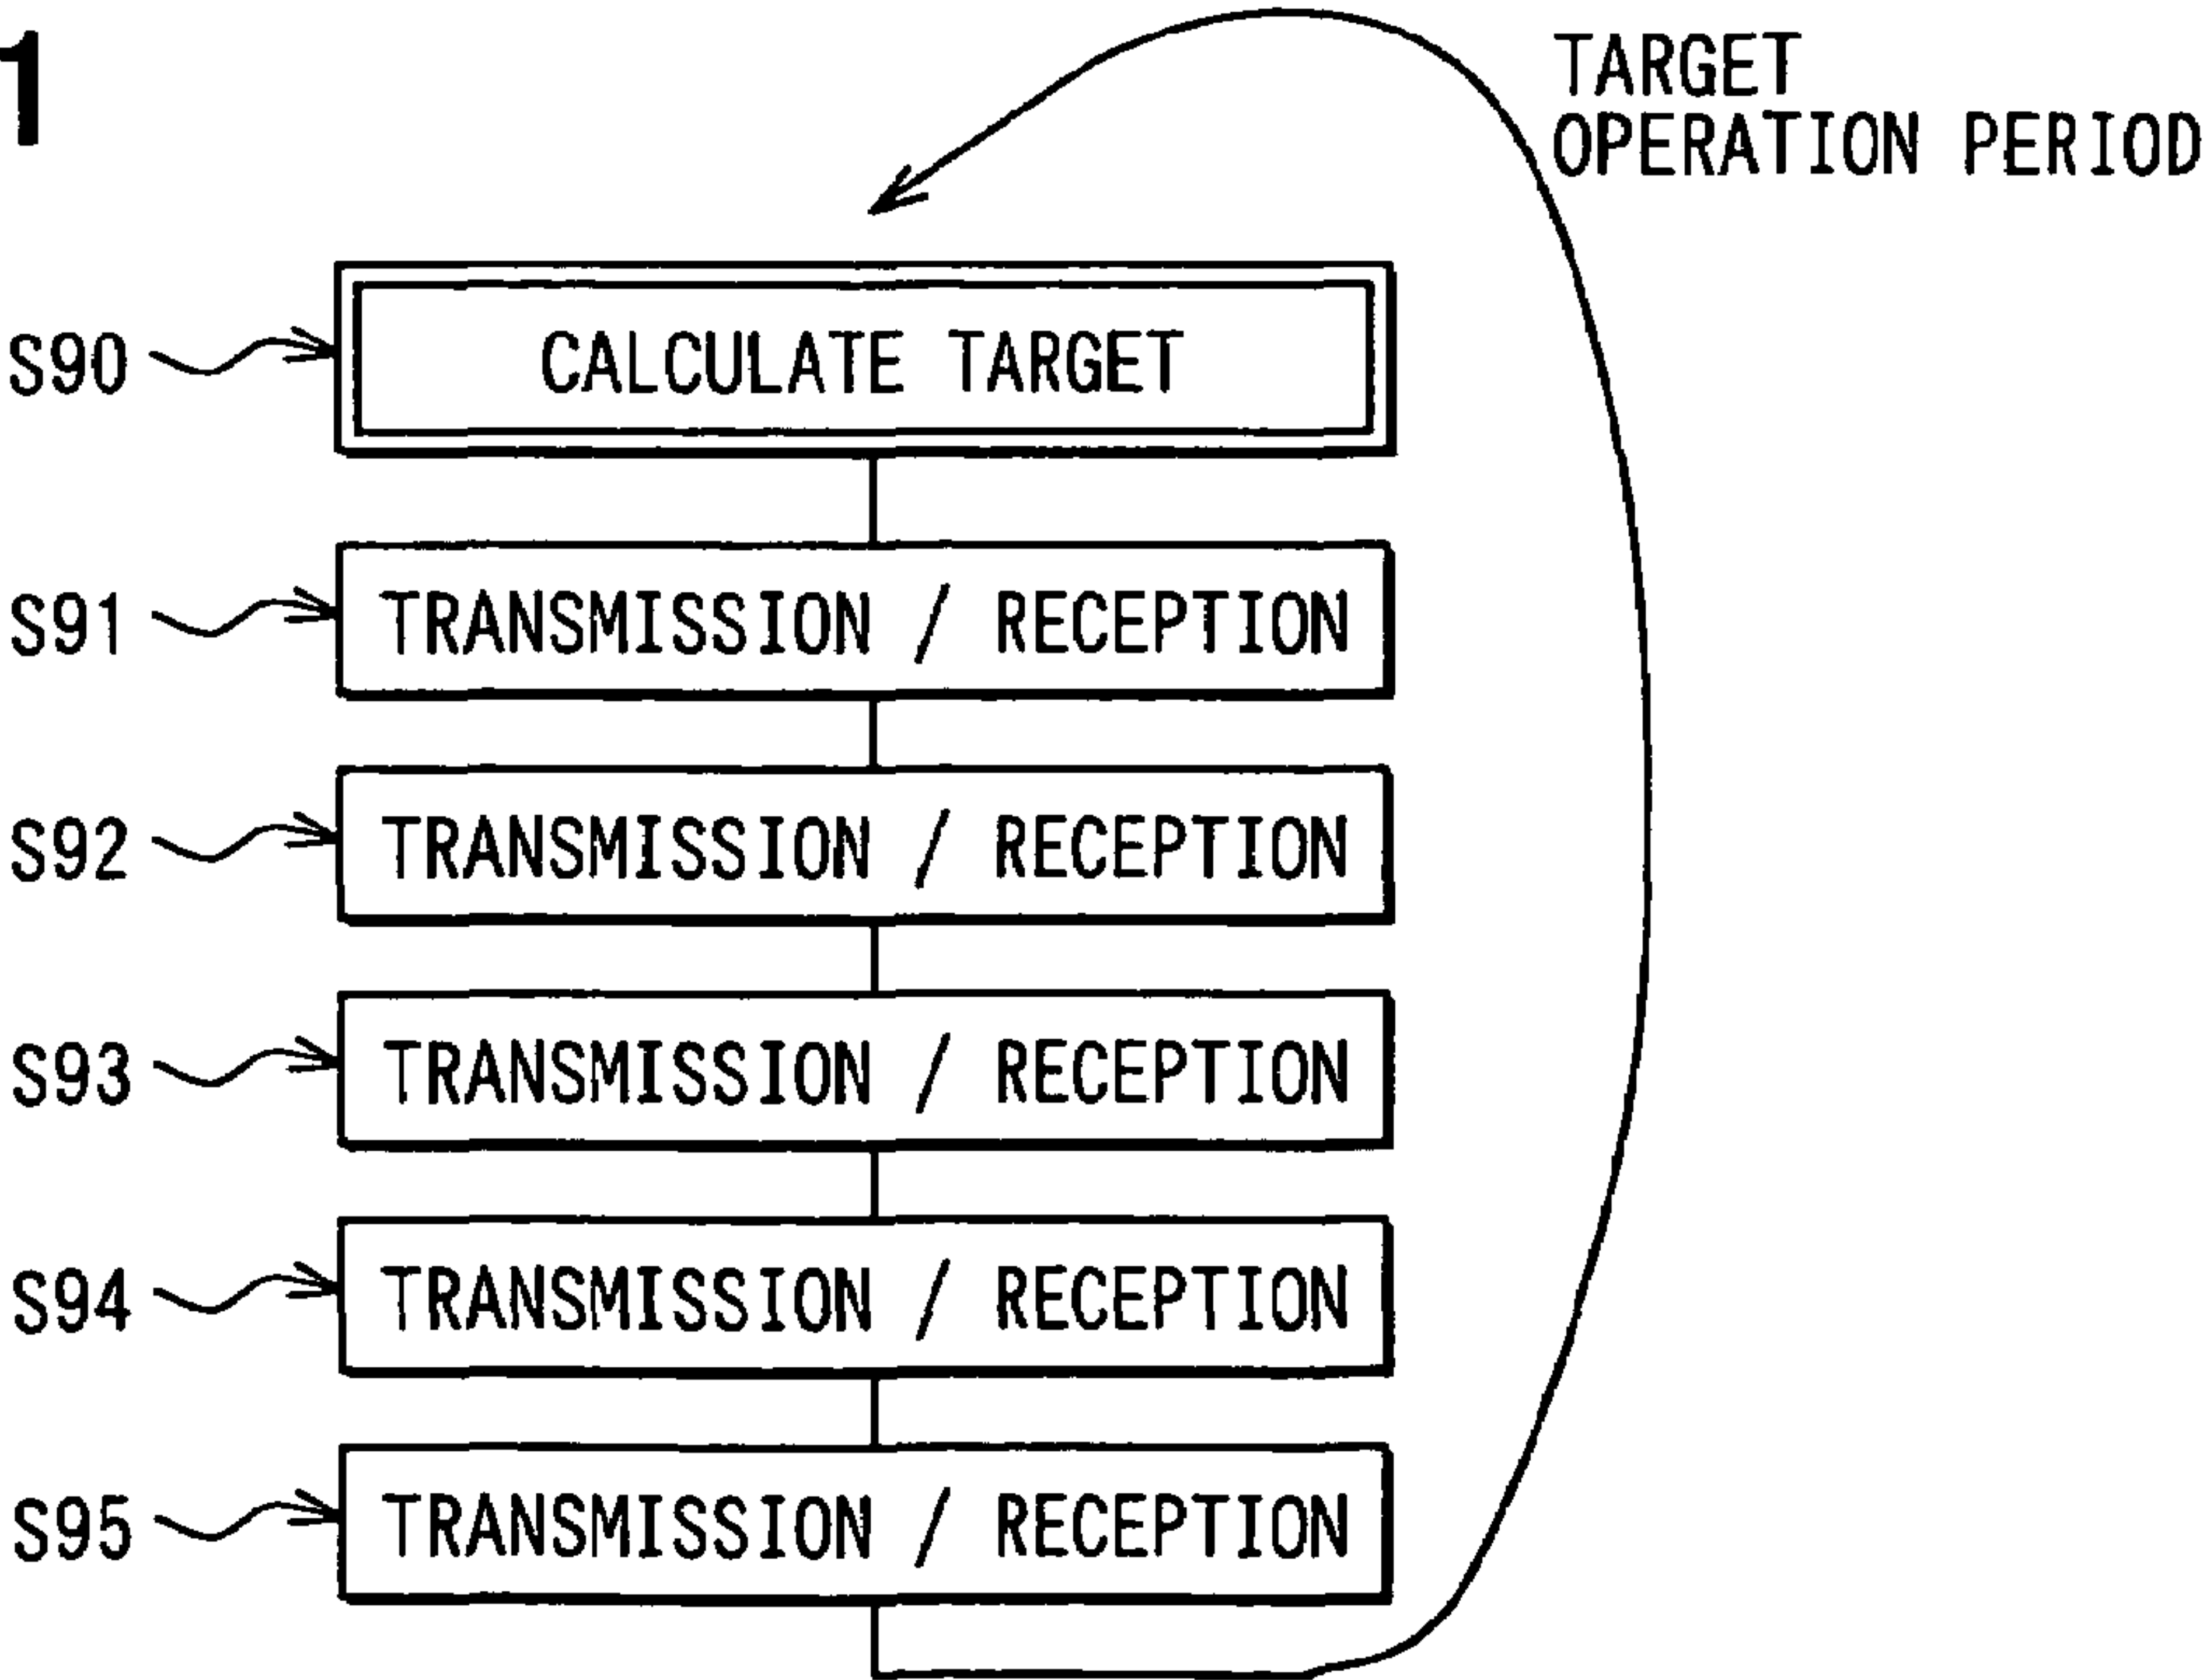 1
TARGET
OPERATION PERIOD
S90
CALCULATE TARGET
S91
TRANSMISSION / RECEPTION
S92
TRANSMISSION / RECEPTION
S93
TRANSMISSION / RECEPTION
S94
TRANSMISSION / RECEPTION
S95
TRANSMISSION / RECEPTION